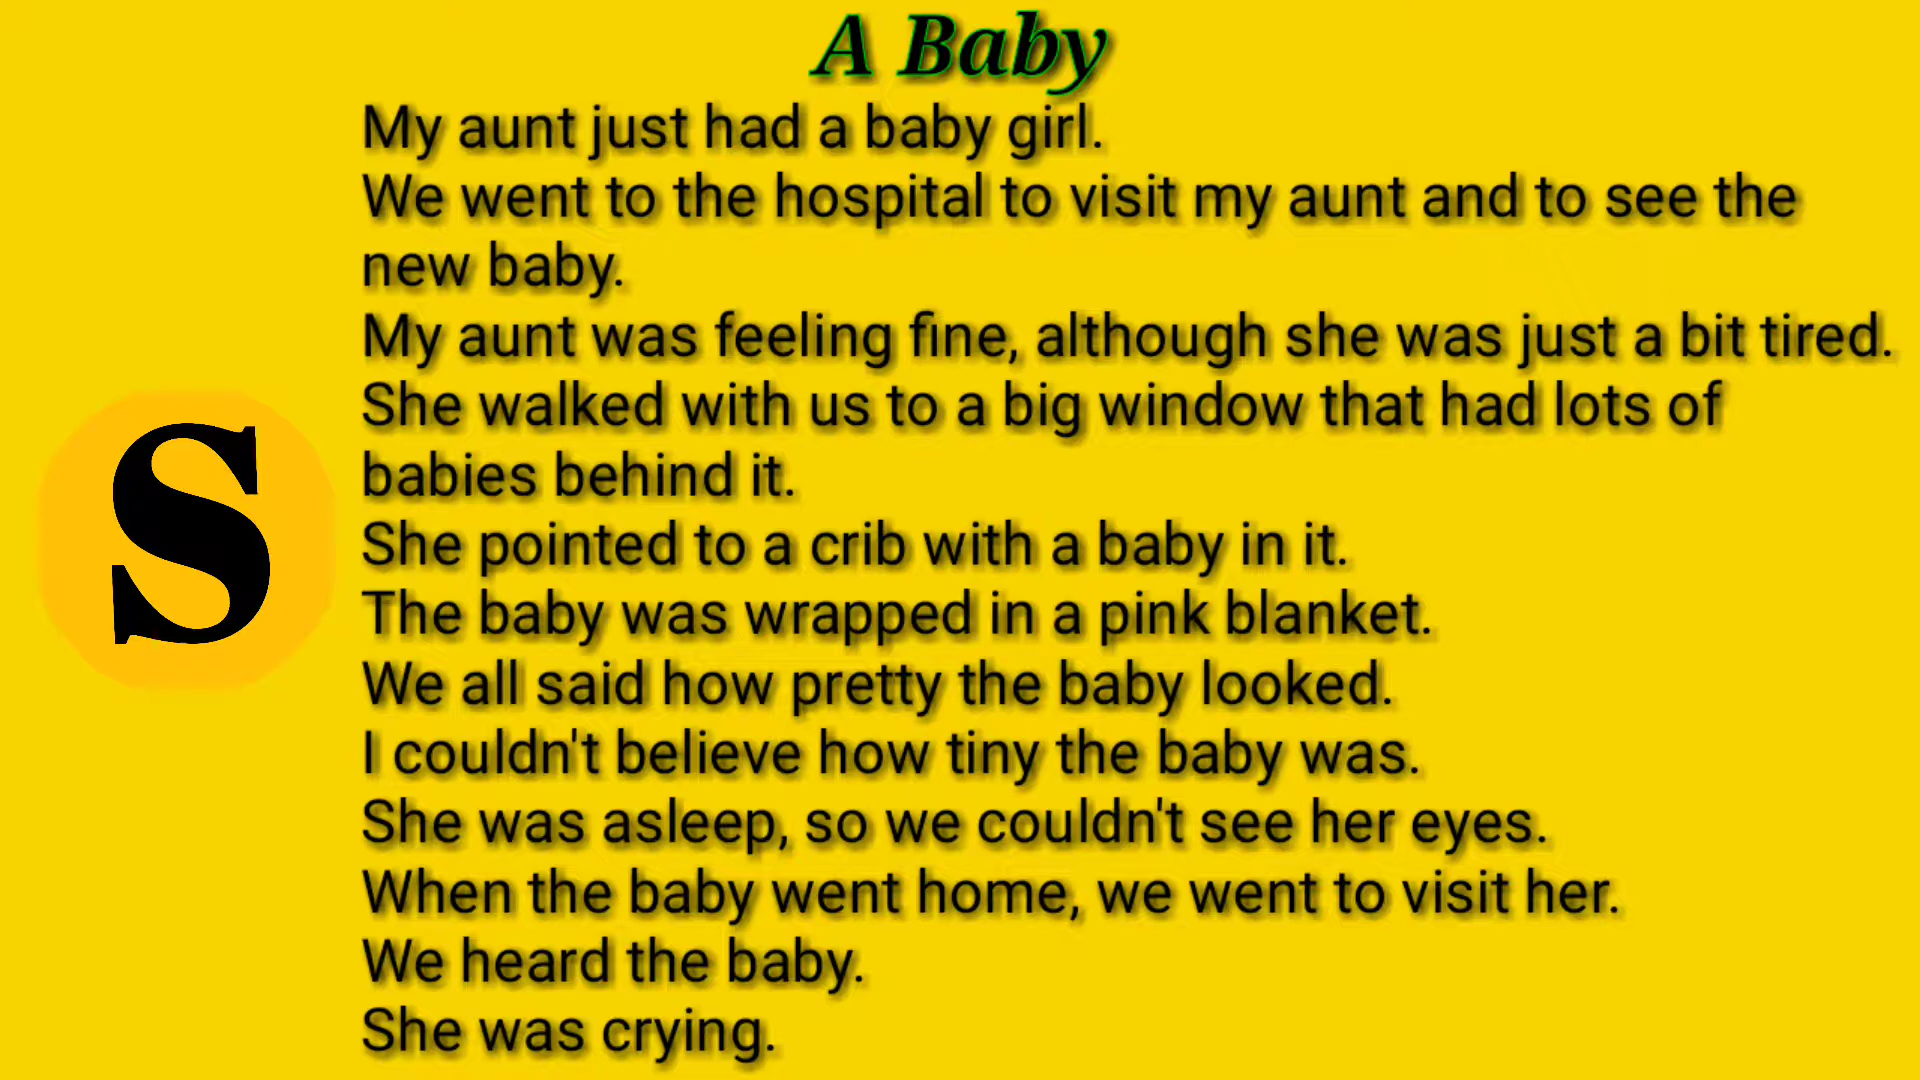 A Baby
My aunt just had a baby girl.
We went to the hospital to visit my aunt and to see the
new baby.
My aunt was feeling fine, although she was just a bit tired.
She walked with us to a big window that had lots of
babies behind it.
She pointed to a crib with a baby in it.
The baby was wrapped in a pink blanket.
We all said how pretty the baby looked.
I couldn't believe how tiny the baby was.
She was asleep, so we couldn't see her eyes.
When the baby went home, we went to visit her.
We heard the baby.
She was crying.
S